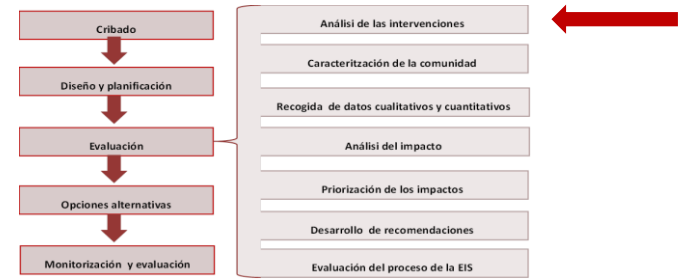 Cribado
Diseño y planificación
Evaluación
Opciones alternativas
Monitorización y evaluación
Análisi de las intervenciones
Caracteritzación de la comunidad
Recogida de datos cualitativos y cuantitativos
Análisi del impacto
Priorización de los impactos
Desarrollo de recomendaciones
Evaluación del proceso de la EIS